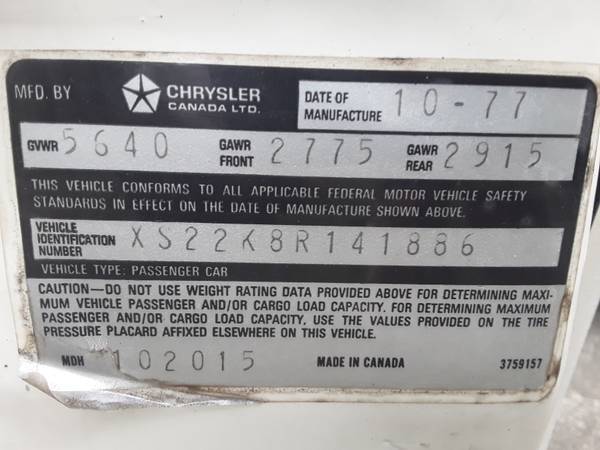 MFD. BY CHRYSLER CANADA LTD. DATE OF MANUFACTURE 10-77
GVWR 5640 GAWR FRONT 2775 GAWR REAR 2915
THIS VEHICLE CONFORMS TO ALL APPLICABLE FEDERAL MOTOR VEHICLE SAFETY
STANDARDS IN EFFECT ON THE DATE OF MANUFACTURE SHOWN ABOVE.
VEHICLE IDENTIFICATION NUMBER XS22K8R141886
VEHICLE TYPE: PASSENGER CAR
CAUTION—DO NOT USE WEIGHT RATING DATA PROVIDED ABOVE FOR DETERMINING MAXI-
MUM VEHICLE PASSENGER AND/OR CARGO LOAD CAPACITY. FOR DETERMINING MAXIMUM
PASSENGER AND/OR CARGO LOAD CAPACITY, USE THE VALUES PROVIDED ON THE TIRE
PRESSURE PLACARD AFFIXED ELSEWHERE ON THIS VEHICLE.
MDH 102015 MADE IN CANADA 3759157